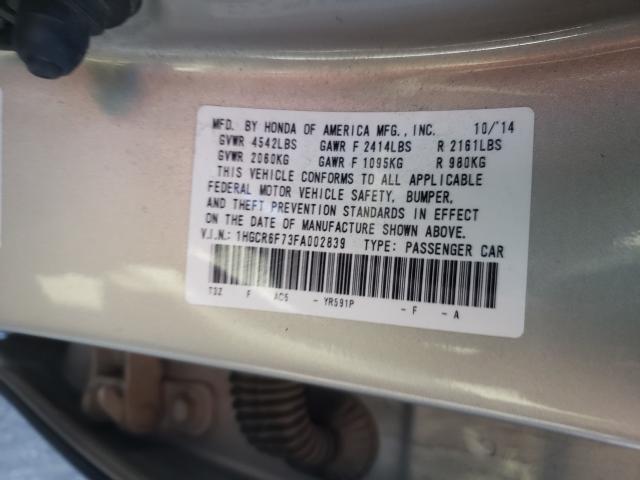 MFD. BY HONDA OF AMERICA MFG., INC. 10/'14
GVWR 4542LBS GAWR F 2414LBS R 2161LBS
GVWR 2060KG GAWR F 1095KG R 980KG
THIS VEHICLE CONFORMS TO ALL APPLICABLE
FEDERAL MOTOR VEHICLE SAFETY, BUMPER,
AND THEFT PREVENTION STANDARDS IN EFFECT
ON THE DATE OF MANUFACTURE SHOWN ABOVE.
V.I.N.: 1HGCR6F73FA002839 TYPE: PASSENGER CAR
T3Z F AC5 - YR591P - F - A